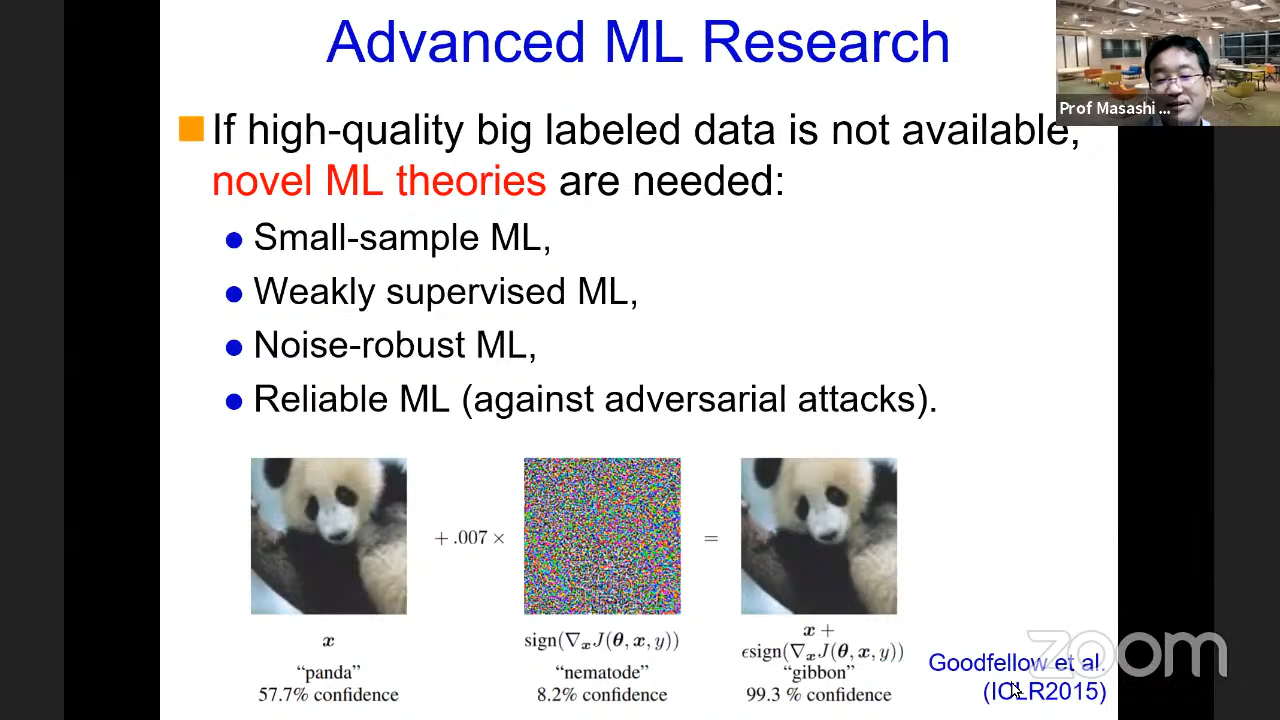 Advanced ML Research
Prof Masashi ...
If high-quality big labeled data is not available,
novel ML theories are needed:
Small-sample ML,
Weakly supervised ML,
Noise-robust ML,
Reliable ML (against adversarial attacks).
+ .007 ×
=
x
sign(∇ₓJ(θ, x, y))
x +
ϵsign(∇ₓJ(θ, x, y))
“panda”
“nematode”
“gibbon”
57.7% confidence
8.2% confidence
99.3 % confidence
Goodfellow et al.
(ICLR2015)
zoom